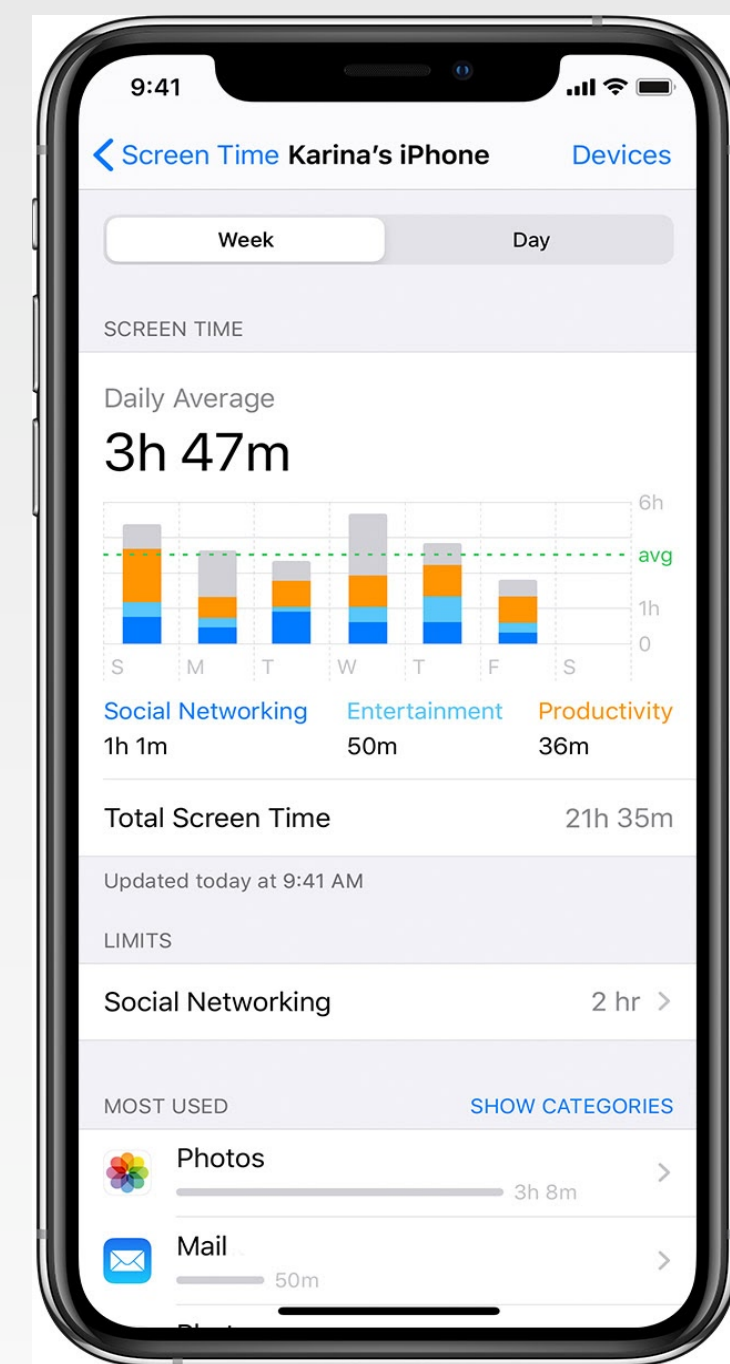 9:41
Screen Time Karina's iPhone Devices
Week Day
SCREEN TIME
Daily Average
3h 47m
6h
avg
1h
0
S M T W T F S
Social Networking Entertainment Productivity
1h 1m 50m 36m
Total Screen Time 21h 35m
Updated today at 9:41 AM
LIMITS
Social Networking 2 hr
MOST USED SHOW CATEGORIES
Photos
3h 8m
Mail
50m